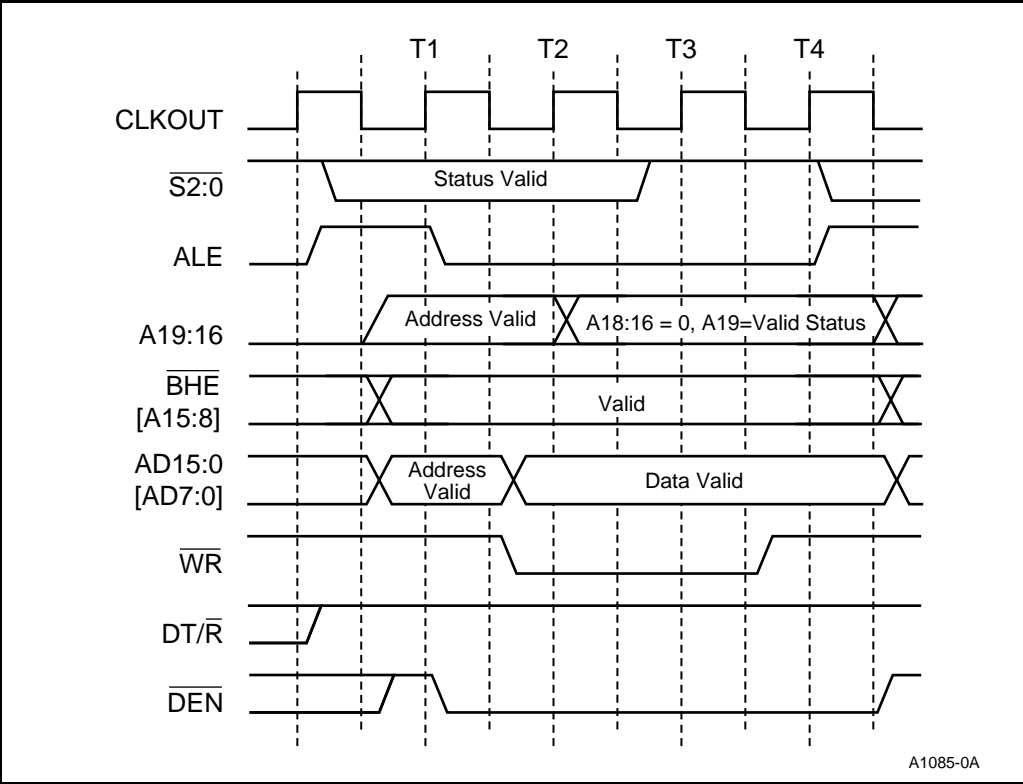 T1 T2 T3 T4
CLKOUT
S2:0
Status Valid
ALE
A19:16
Address Valid
A18:16 = 0, A19=Valid Status
BHE
[A15:8]
Valid
AD15:0
[AD7:0]
Address
Valid
Data Valid
WR
DT/R
DEN
A1085-0A